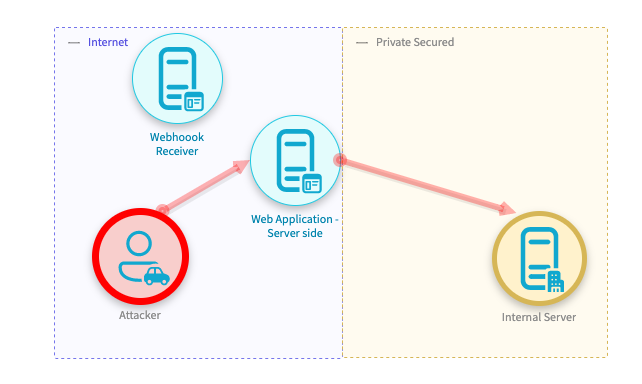 Internet
Private Secured
Webhoook
Receiver
Web Application -
Server side
Attacker
Internal Server